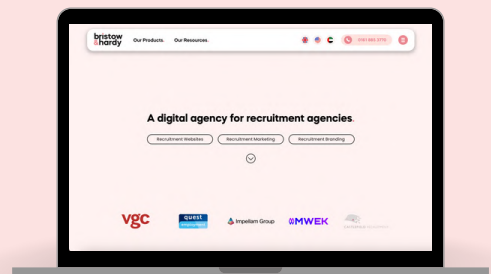 bristow
&hardy
Our Products.
Our Resources.
A digital agency for recruitment agencies.
Recruitment Websites
Recruitment Marketing
Recruitment Branding
vgc
quest
Impellam Group
MWEK